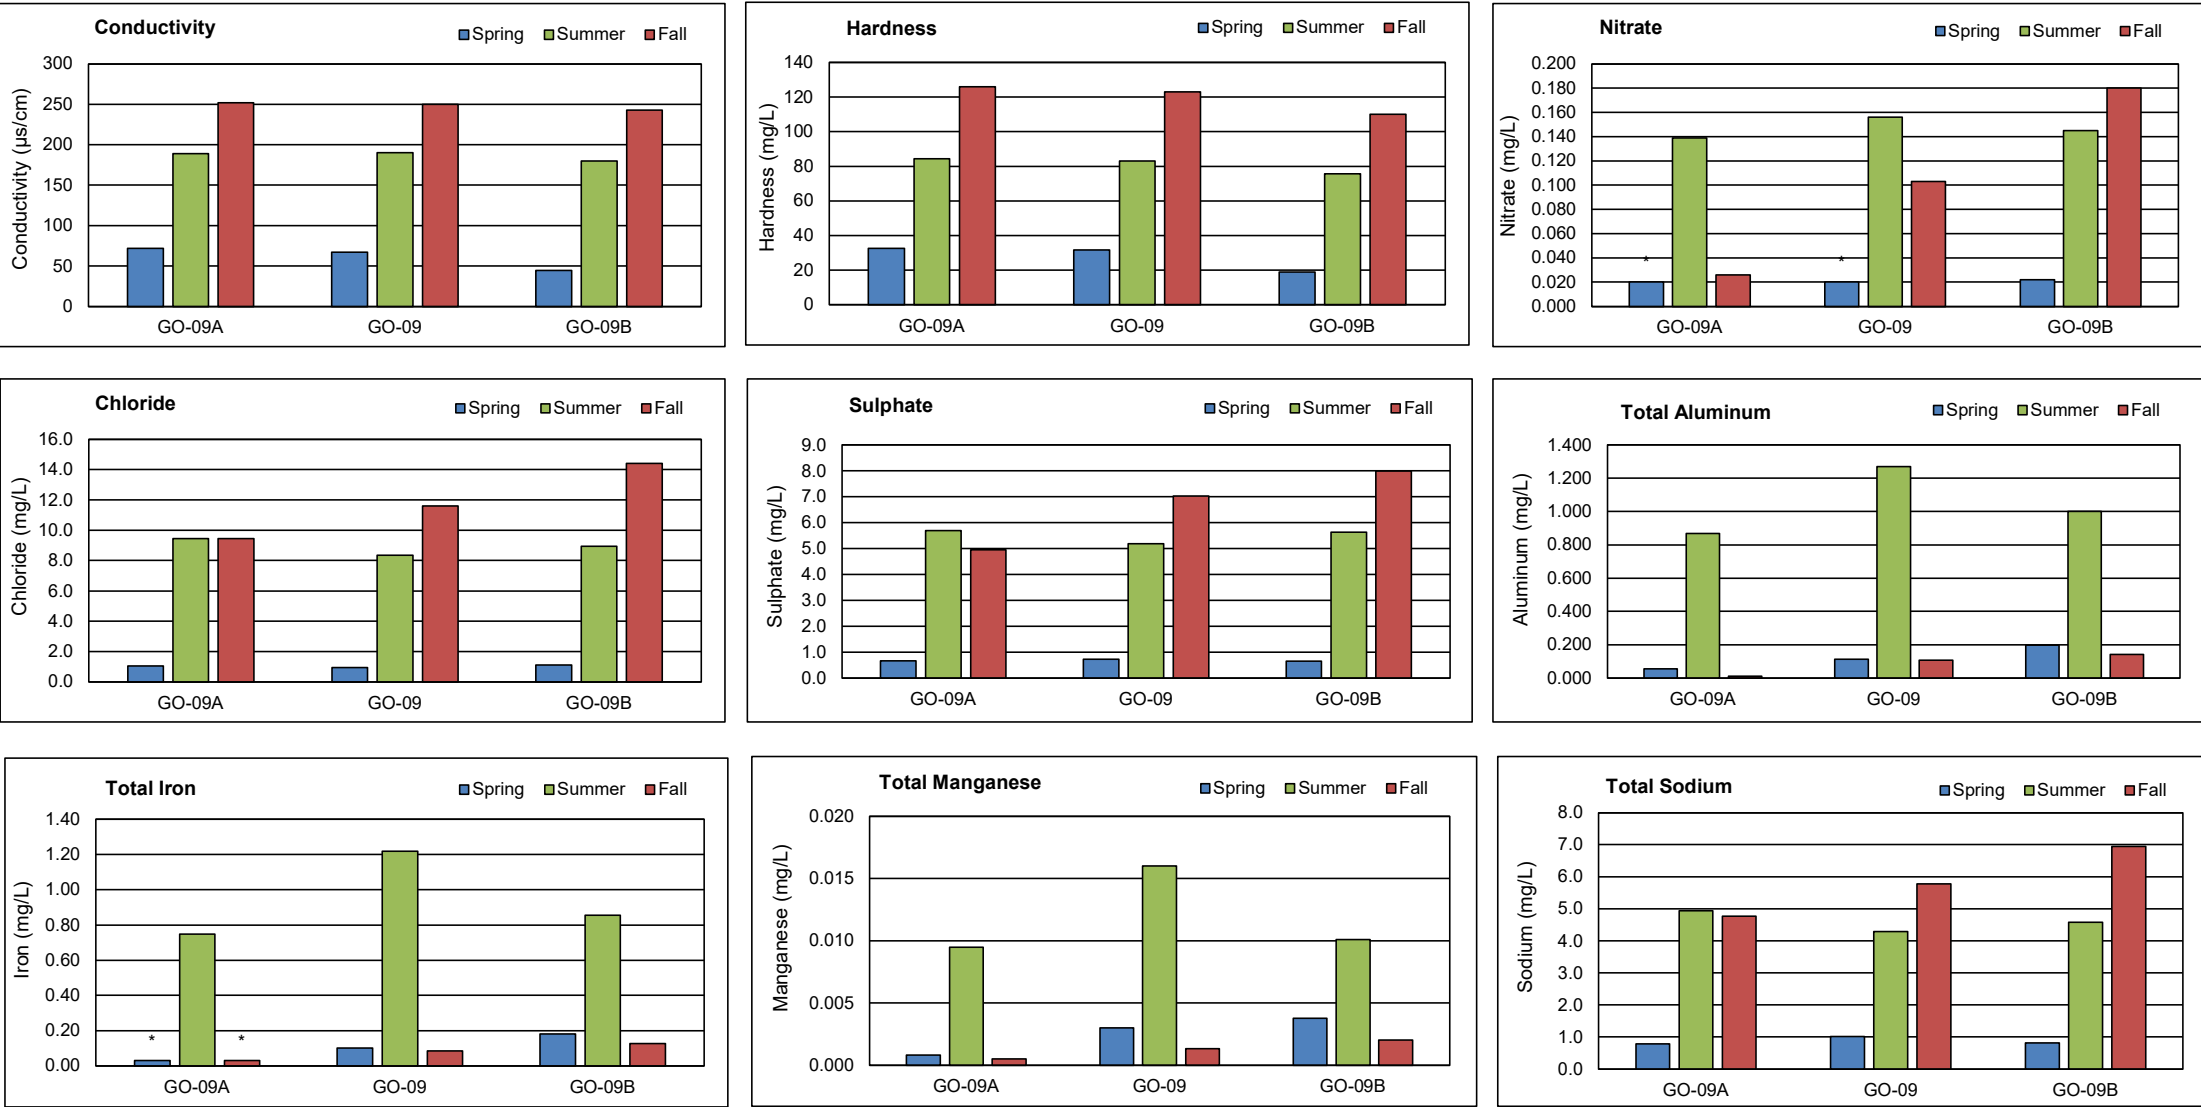 Conductivity
Spring Summer Fall
Conductivity (µs/cm)
300
250
200
150
100
50
0
GO-09A GO-09 GO-09B
Hardness
Spring Summer Fall
Hardness (mg/L)
140
120
100
80
60
40
20
0
GO-09A GO-09 GO-09B
Nitrate
Spring Summer Fall
Nitrate (mg/L)
0.200
0.180
0.160
0.140
0.120
0.100
0.080
0.060
0.040
0.020
0.000
* *
GO-09A GO-09 GO-09B
Chloride
Spring Summer Fall
Chloride (mg/L)
16.0
14.0
12.0
10.0
8.0
6.0
4.0
2.0
0.0
GO-09A GO-09 GO-09B
Sulphate
Spring Summer Fall
Sulphate (mg/L)
9.0
8.0
7.0
6.0
5.0
4.0
3.0
2.0
1.0
0.0
GO-09A GO-09 GO-09B
Total Aluminum
Spring Summer Fall
Aluminum (mg/L)
1.400
1.200
1.000
0.800
0.600
0.400
0.200
0.000
GO-09A GO-09 GO-09B
Total Iron
Spring Summer Fall
Iron (mg/L)
1.40
1.20
1.00
0.80
0.60
0.40
0.20
0.00
* *
GO-09A GO-09 GO-09B
Total Manganese
Spring Summer Fall
Manganese (mg/L)
0.020
0.015
0.010
0.005
0.000
GO-09A GO-09 GO-09B
Total Sodium
Spring Summer Fall
Sodium (mg/L)
8.0
7.0
6.0
5.0
4.0
3.0
2.0
1.0
0.0
GO-09A GO-09 GO-09B